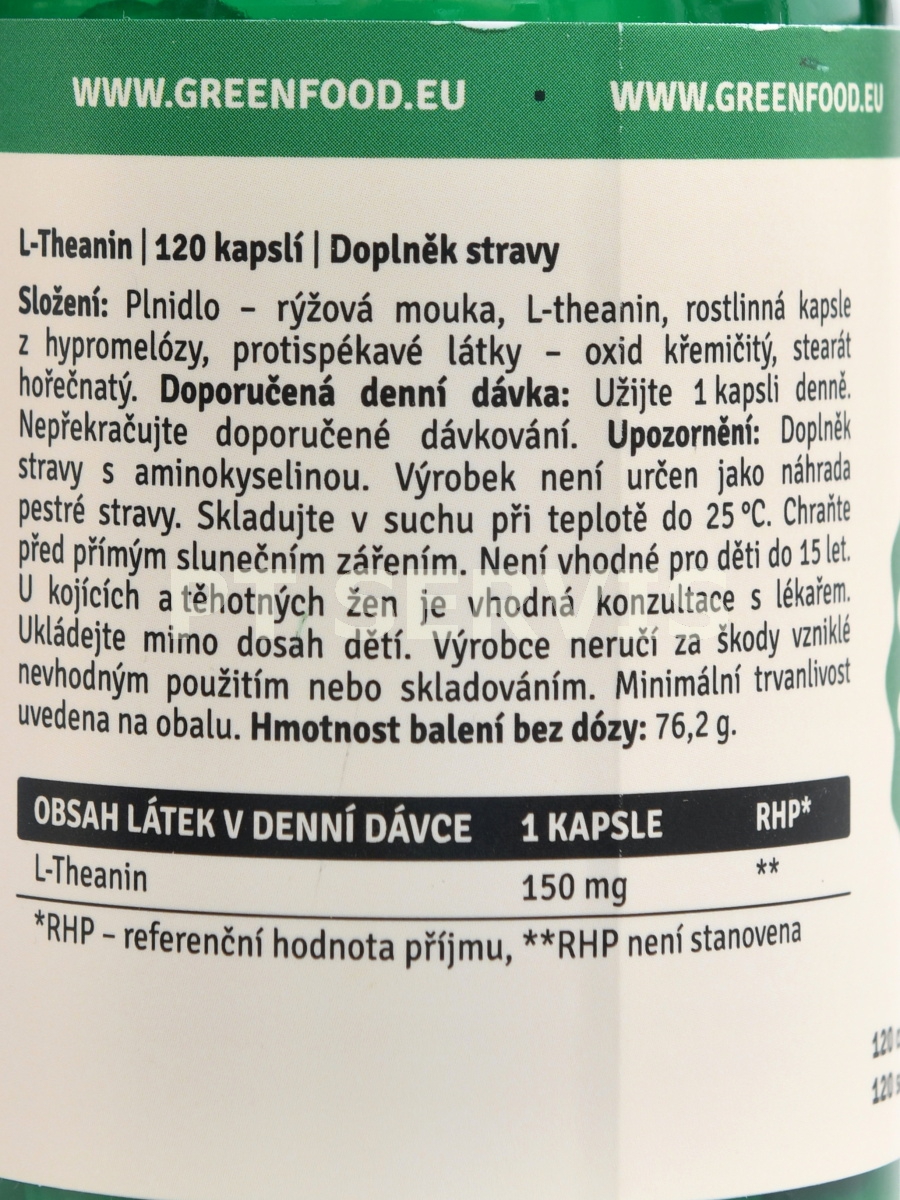 WWW.GREENFOOD.EU · WWW.GREENFOOD.EU
L-Theanin | 120 kapslí | Doplněk stravy
Složení: Plnidlo – rýžová mouka, L-theanin, rostlinná kapsle
z hypromelózy, protispékavé látky – oxid křemičitý, stearát
hořečnatý. Doporučená denní dávka: Užijte 1 kapsli denně.
Nepřekračujte doporučené dávkování. Upozornění: Doplněk
stravy s aminokyselinou. Výrobek není určen jako náhrada
pestré stravy. Skladujte v suchu při teplotě do 25 °C. Chraňte
před přímým slunečním zářením. Není vhodné pro děti do 15 let.
U kojících a těhotných žen je vhodná konzultace s lékařem.
Ukládejte mimo dosah dětí. Výrobce neručí za škody vzniklé
nevhodným použitím nebo skladováním. Minimální trvanlivost
uvedena na obalu. Hmotnost balení bez dózy: 76,2 g.
PT SERVIS
OBSAH LÁTEK V DENNÍ DÁVCE 1 KAPSLE RHP*
L-Theanin 150 mg **
*RHP – referenční hodnota příjmu, **RHP není stanovena
120
120